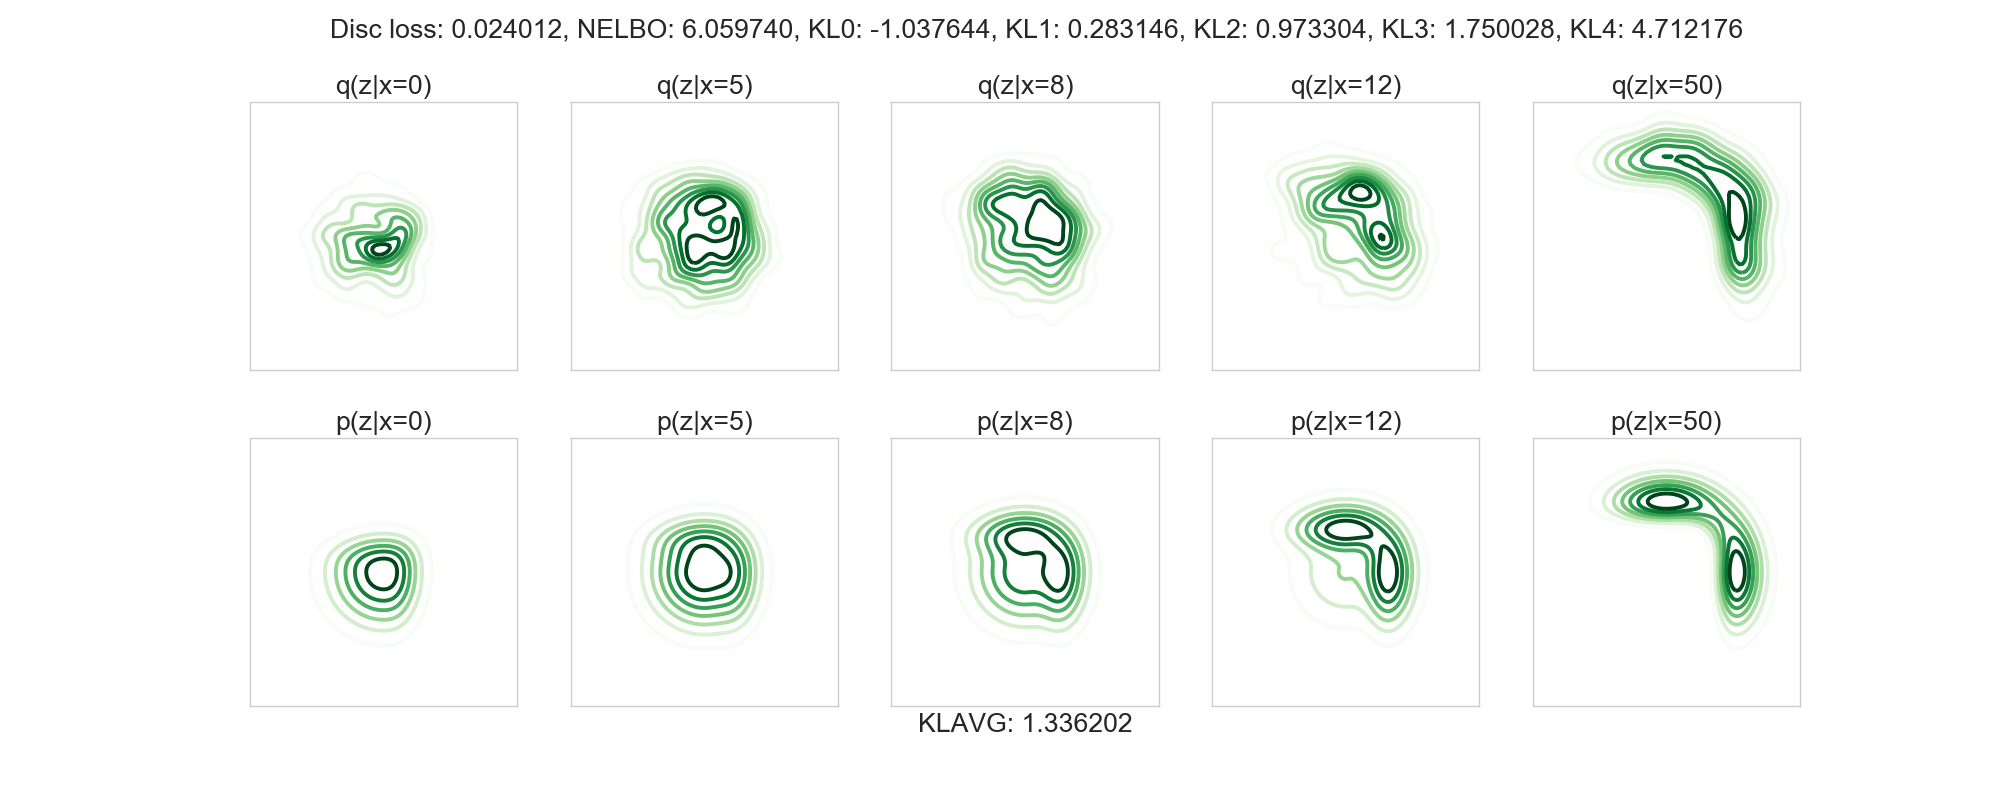 Disc loss: 0.024012, NELBO: 6.059740, KL0: -1.037644, KL1: 0.283146, KL2: 0.973304, KL3: 1.750028, KL4: 4.712176
q(z|x=0) q(z|x=5) q(z|x=8) q(z|x=12) q(z|x=50)
p(z|x=0) p(z|x=5) p(z|x=8) p(z|x=12) p(z|x=50)
KLAVG: 1.336202